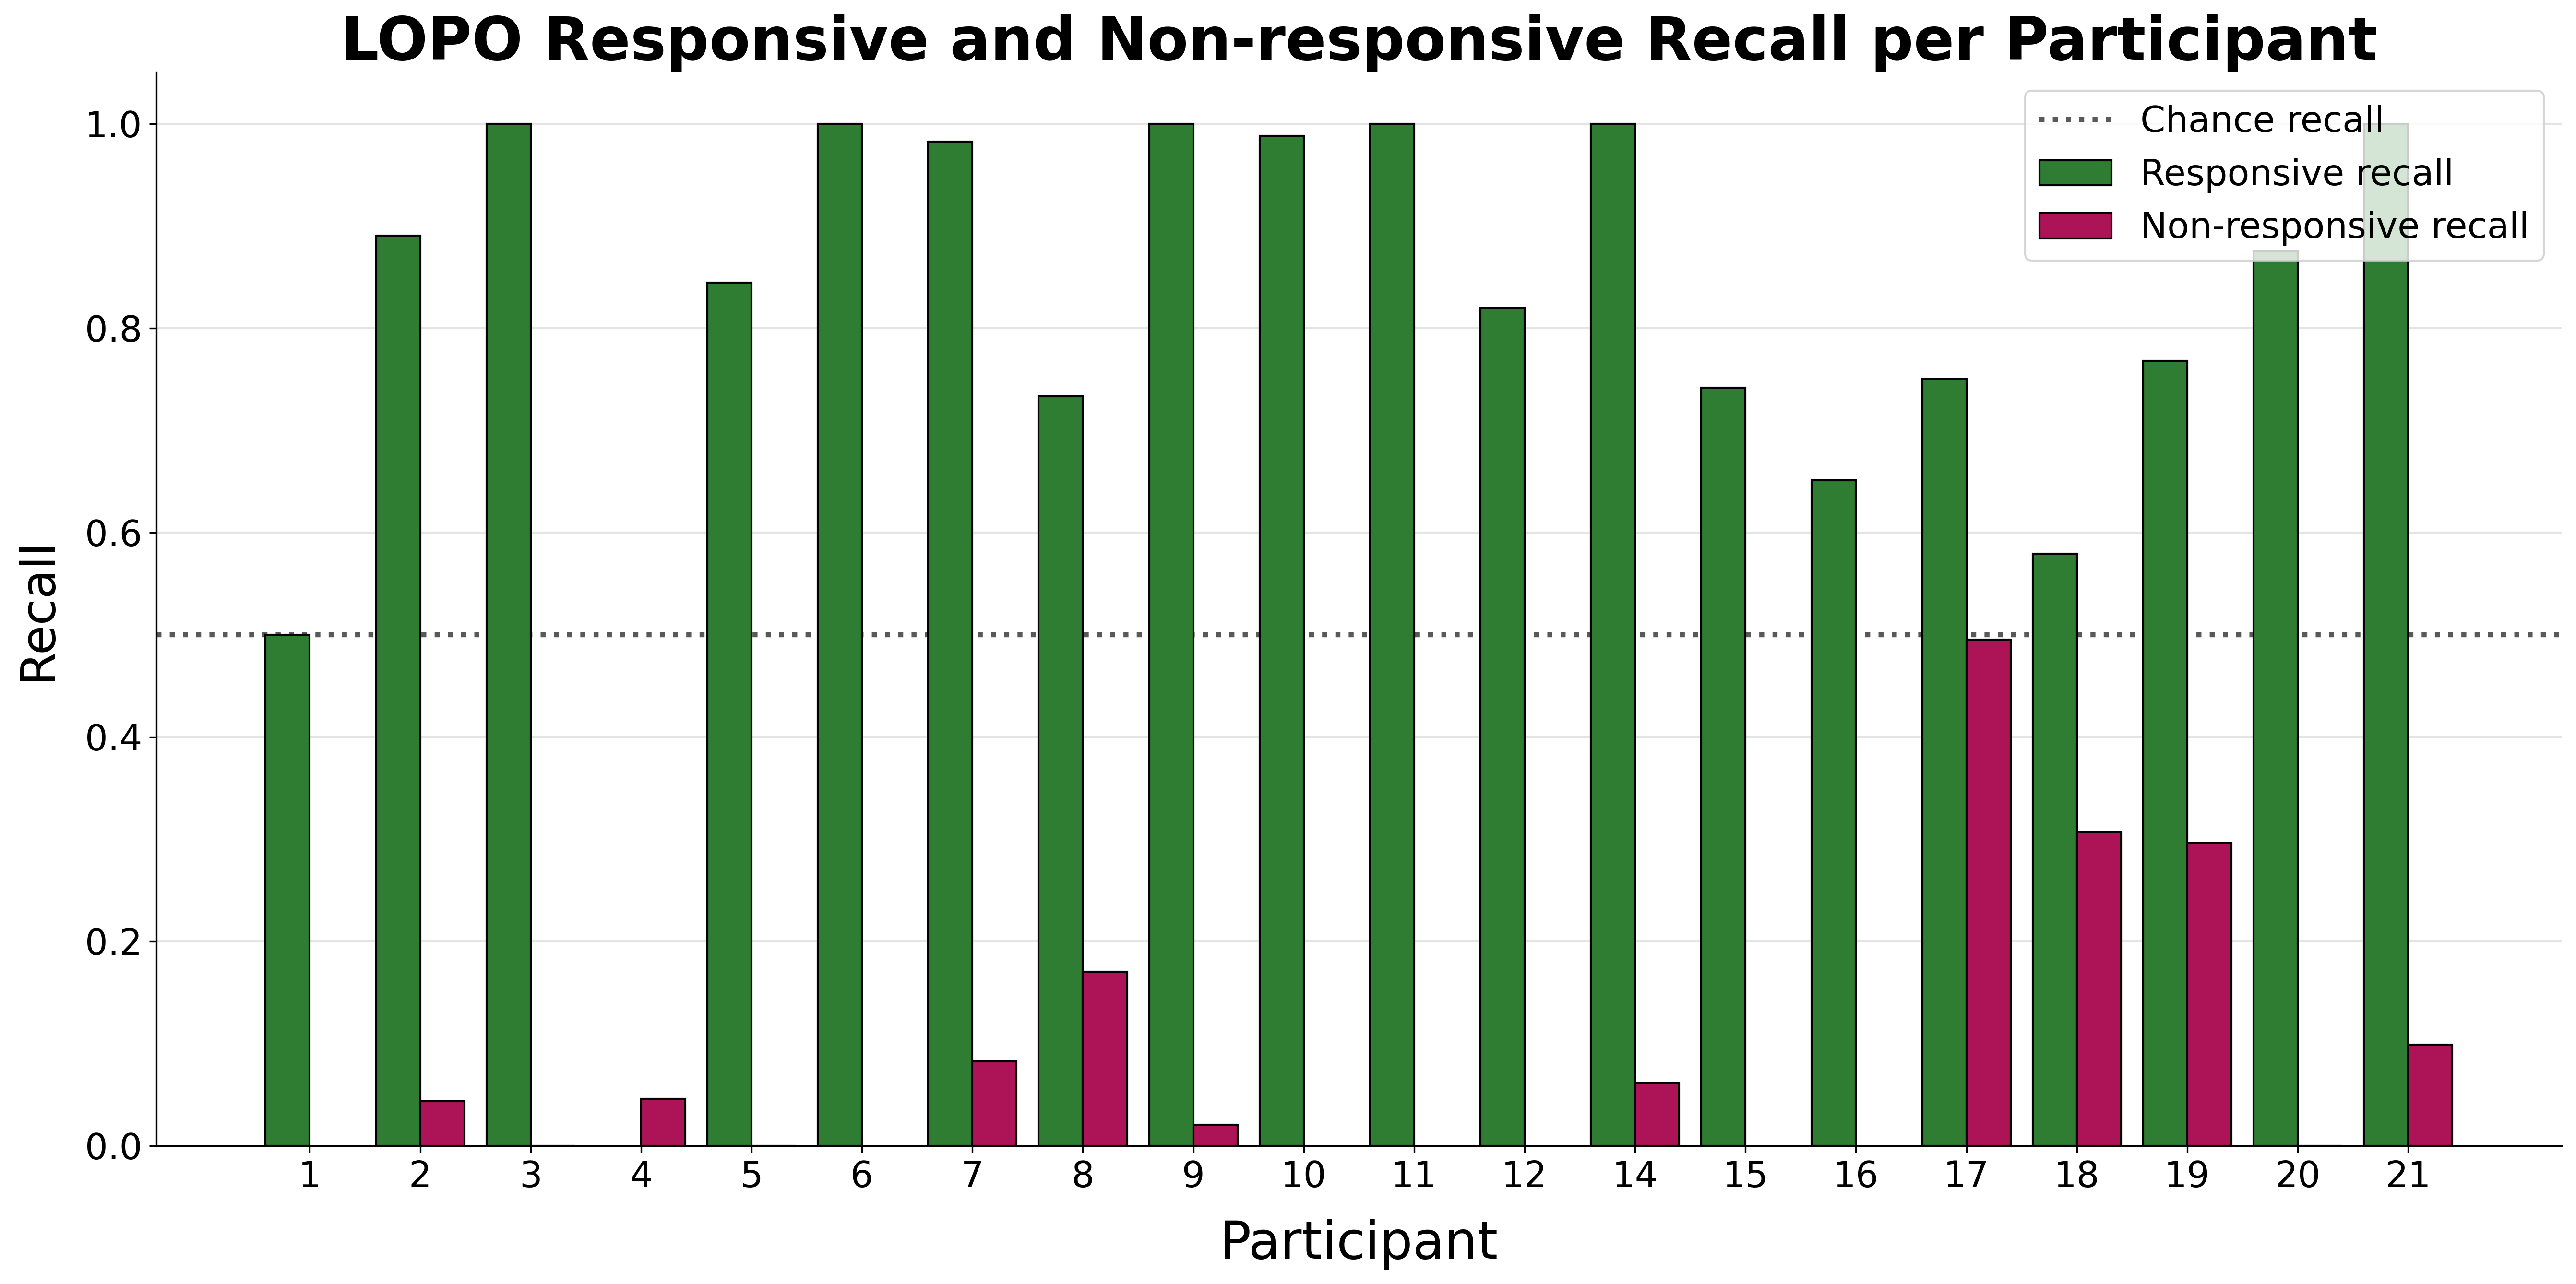 LOPO Responsive and Non-responsive Recall per Participant
Chance recall
Responsive recall
Non-responsive recall
Recall
1.0
0.8
0.6
0.4
0.2
0.0
1 2 3 4 5 6 7 8 9 10 11 12 14 15 16 17 18 19 20 21
Participant